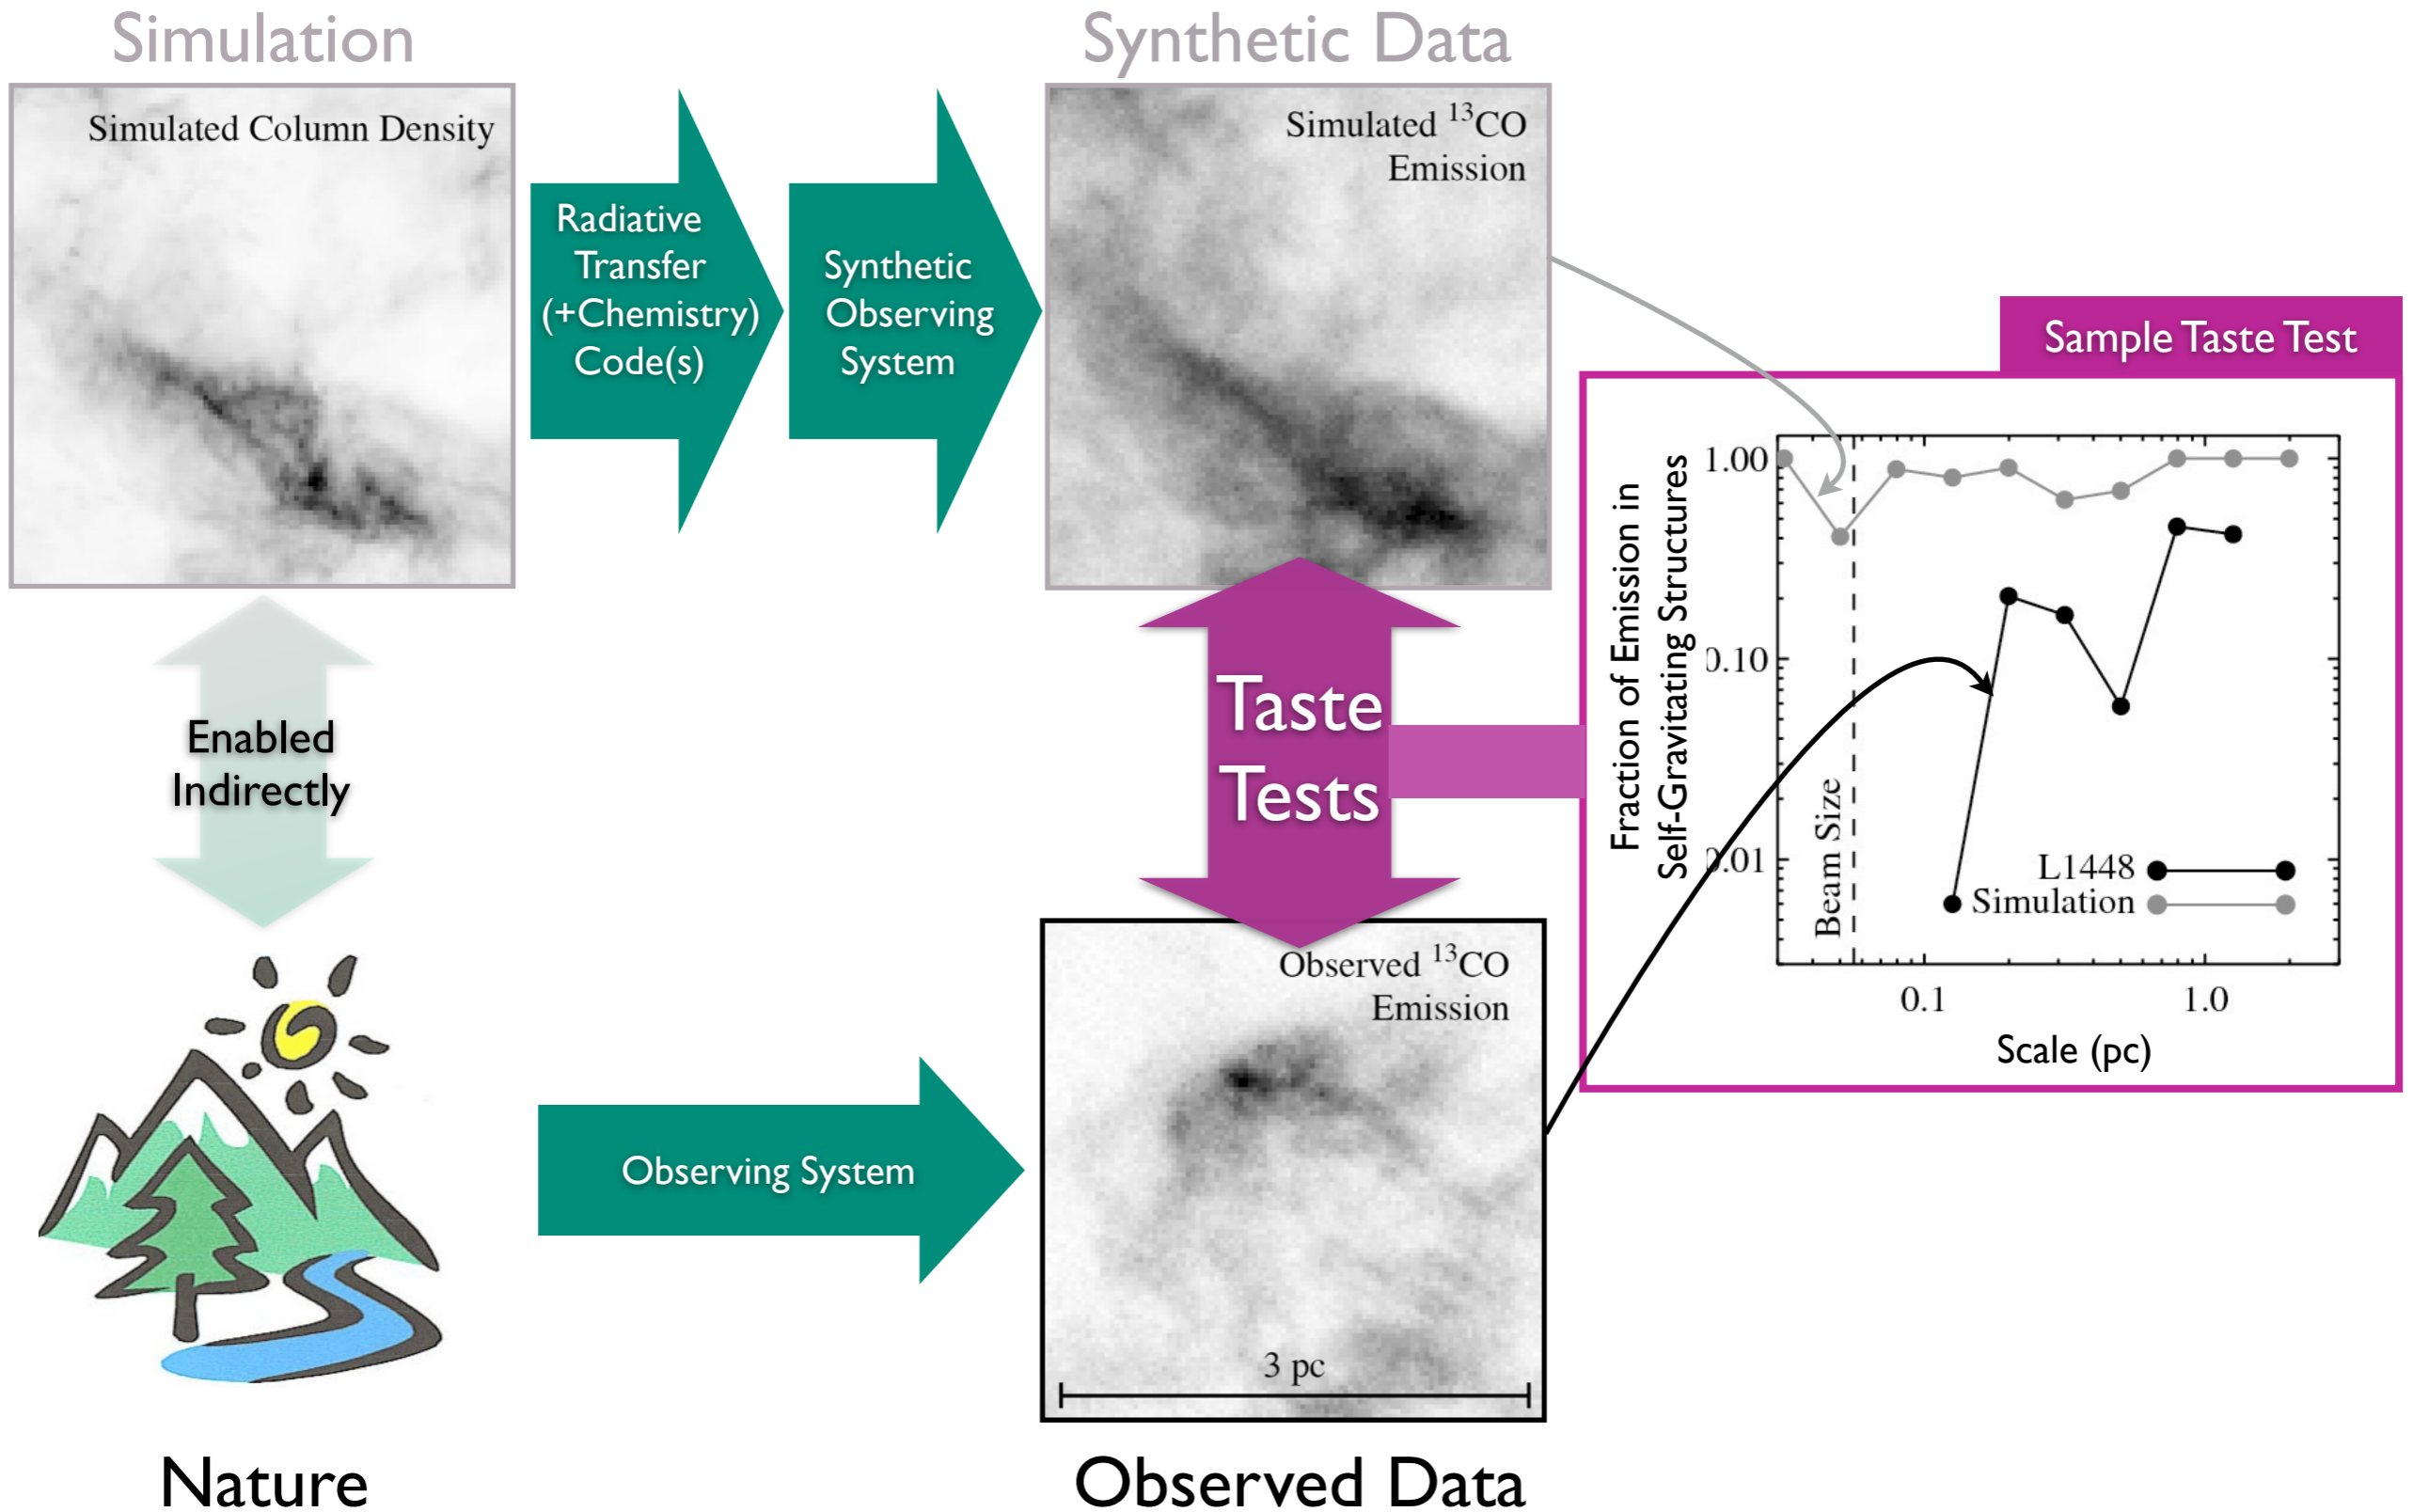 Simulation
Synthetic Data
Simulated Column Density
Radiative
Transfer
(+Chemistry)
Code(s)
Synthetic
Observing
System
Simulated ¹³CO
Emission
Sample Taste Test
Enabled
Indirectly
Taste
Tests
Fraction of Emission in
Self-Gravitating Structures
1.00
0.10
0.01
Beam Size
L1448
Simulation
0.1
1.0
Scale (pc)
Observing System
Observed ¹³CO
Emission
3 pc
Nature
Observed Data